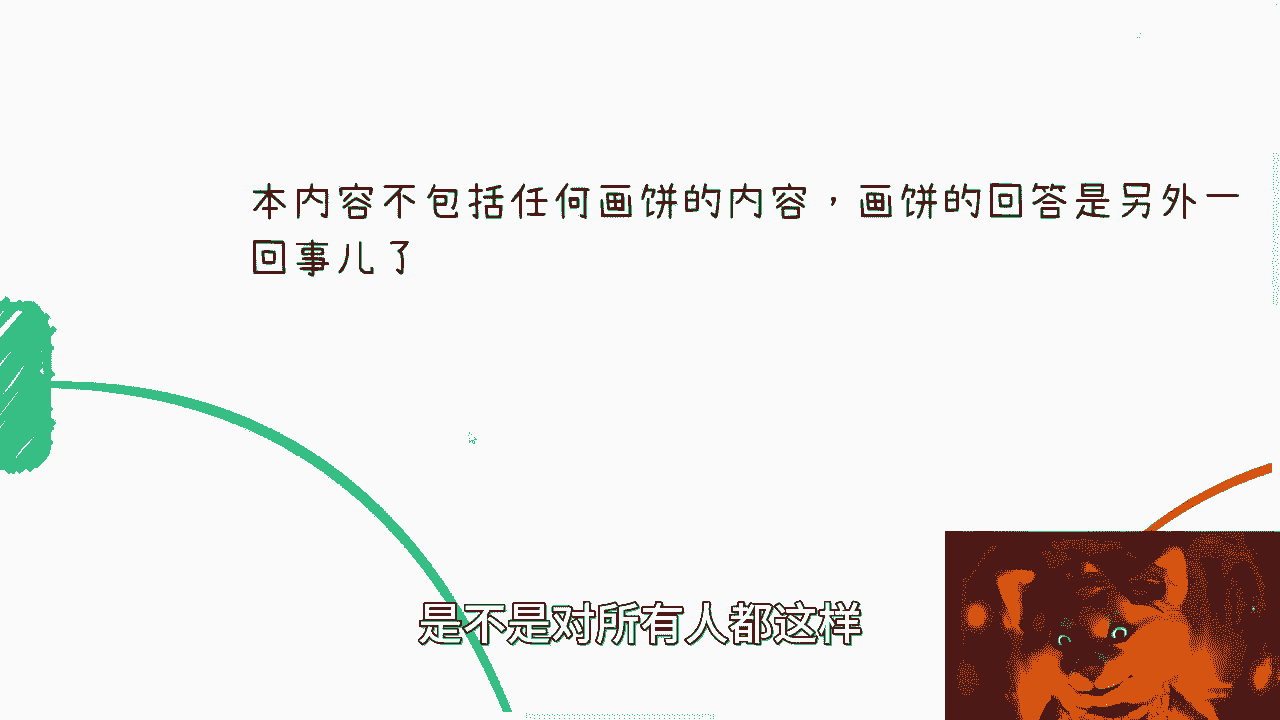 本内容不包括任何画饼的内容，画饼的回答是另外一
回事儿了
是不是对所有人都这样